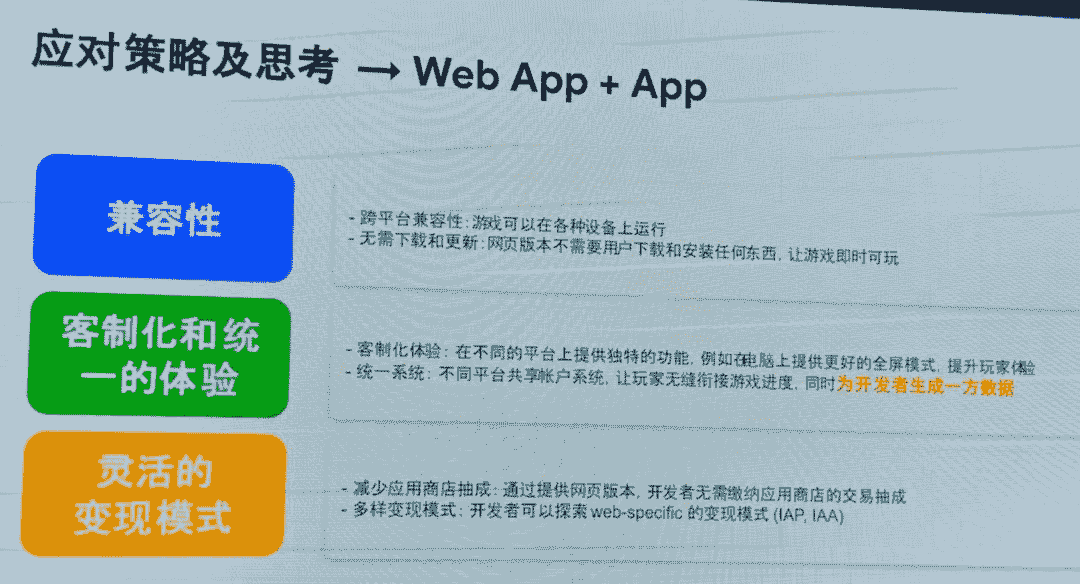 应对策略及思考 → Web App + App
兼容性
- 跨平台兼容性: 游戏可以在各种设备上运行
- 无需下载和更新: 网页版本不需要用户下载和安装任何东西, 让游戏即时可玩
客制化和统
一的体验
- 客制化体验: 在不同的平台上提供独特的功能, 例如在电脑上提供更好的全屏模式, 提升玩家体验
- 统一系统: 不同平台共享帐户系统, 让玩家无缝衔接游戏进度, 同时为开发者生成一方数据
灵活的
变现模式
- 减少应用商店抽成: 通过提供网页版本, 开发者无需缴纳应用商店的交易抽成
- 多样变现模式: 开发者可以探索 web-specific 的变现模式 (IAP, IAA)